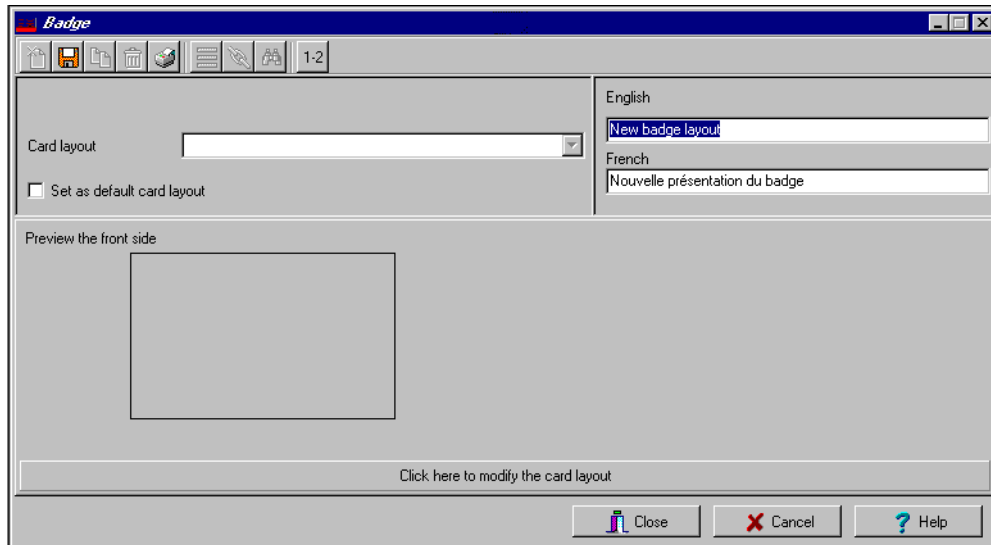 Badge
1-2
English
New badge layout
Card layout
French
Nouvelle présentation du badge
Set as default card layout
Preview the front side
Click here to modify the card layout
Close
Cancel
Help